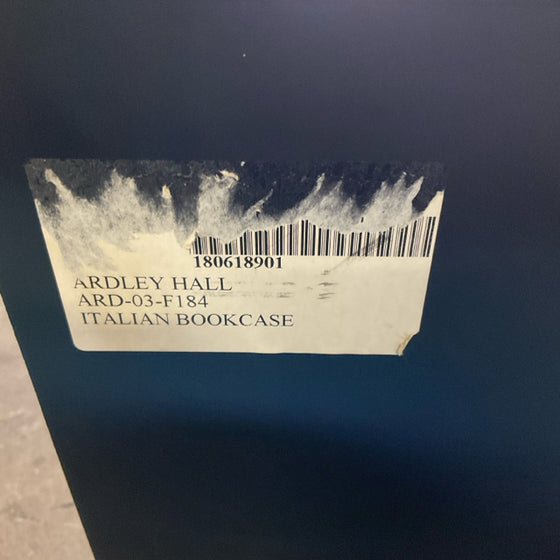 180618901
ARDLEY HALL
ARD-03-F184
ITALIAN BOOKCASE